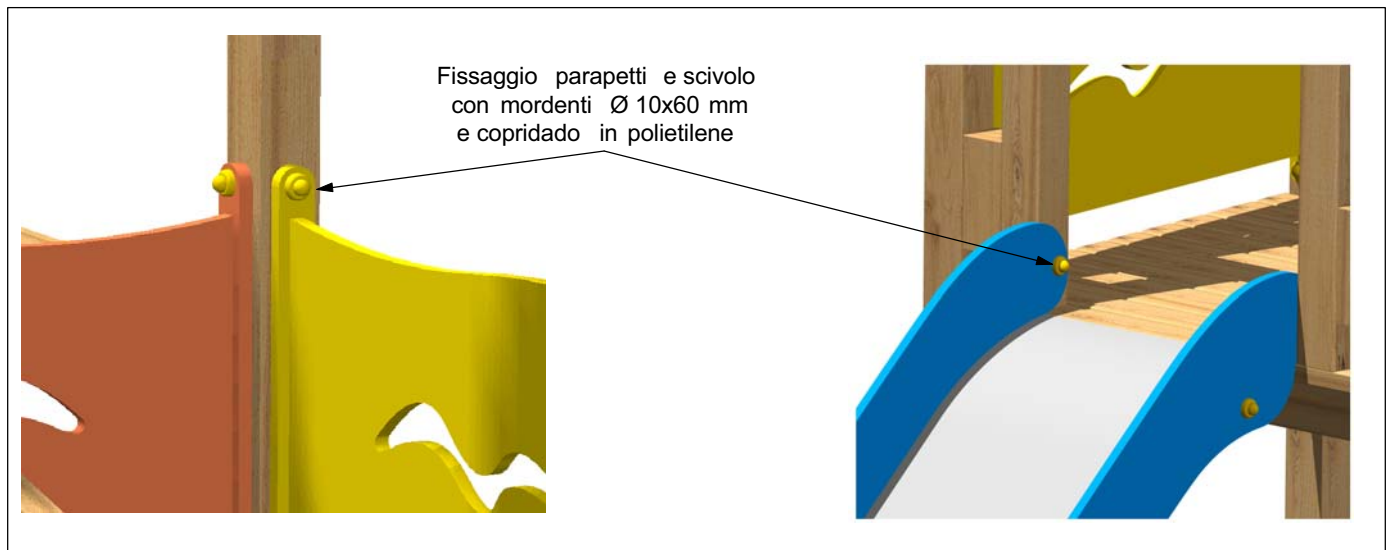 Fissaggio parapetti e scivolo
con mordenti Ø 10x60 mm
e copridado in polietilene